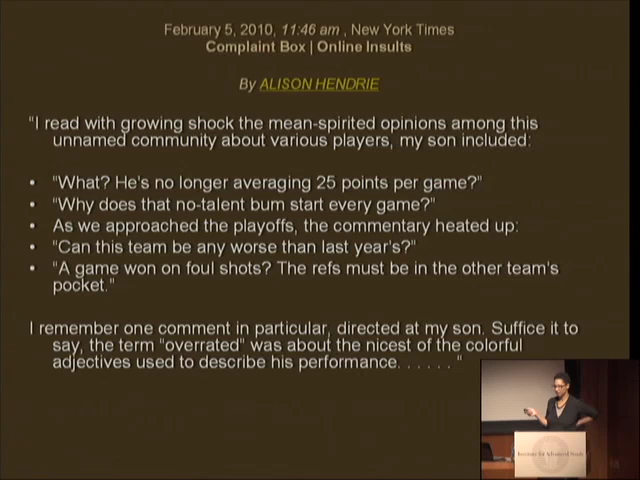 February 5, 2010, 11:46 am , New York Times
Complaint Box | Online Insults
By ALISON HENDRIE
"I read with growing shock the mean-spirited opinions among this
unnamed community about various players, my son included:
• "What? He's no longer averaging 25 points per game?"
• "Why does that no-talent bum start every game?"
• As we approached the playoffs, the commentary heated up:
• "Can this team be any worse than last year's?"
• "A game won on foul shots? The refs must be in the other team's
pocket."
I remember one comment in particular, directed at my son. Suffice it to
say, the term "overrated" was about the nicest of the colorful
adjectives used to describe his performance. . . . . . "
Institute for Advanced Study